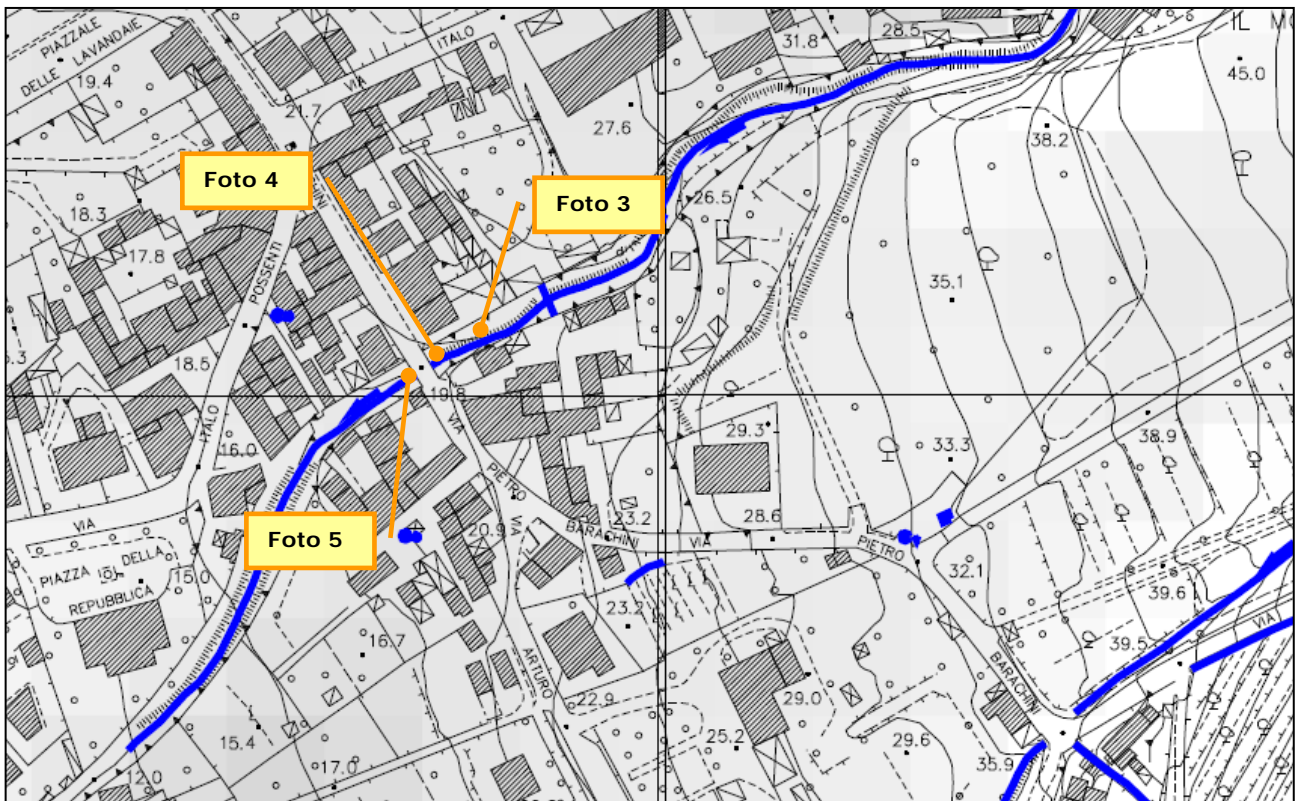 PIAZZALE
DELLE LAVANDAIE
19.4
VIA
ITALO
21.7
31.8
28.5
IL
45.0
27.6
38.2
Foto 4
Foto 3
18.3
17.8
POSSENTI
26.5
35.1
18.5
19.8
ITALO
16.0
VIA
PIETRO
BARACHINI
29.3
33.3
38.9
28.6
23.2
VIA
PIETRO
VIA
20.9
VIA
Foto 5
PIAZZA DELLA
REPUBBLICA
15.0
32.1
39.6
23.2
16.7
ARTURO
BARACHINI
39.5
VIA
22.9
29.0
15.4
25.2
29.6
35.9
12.0
17.0